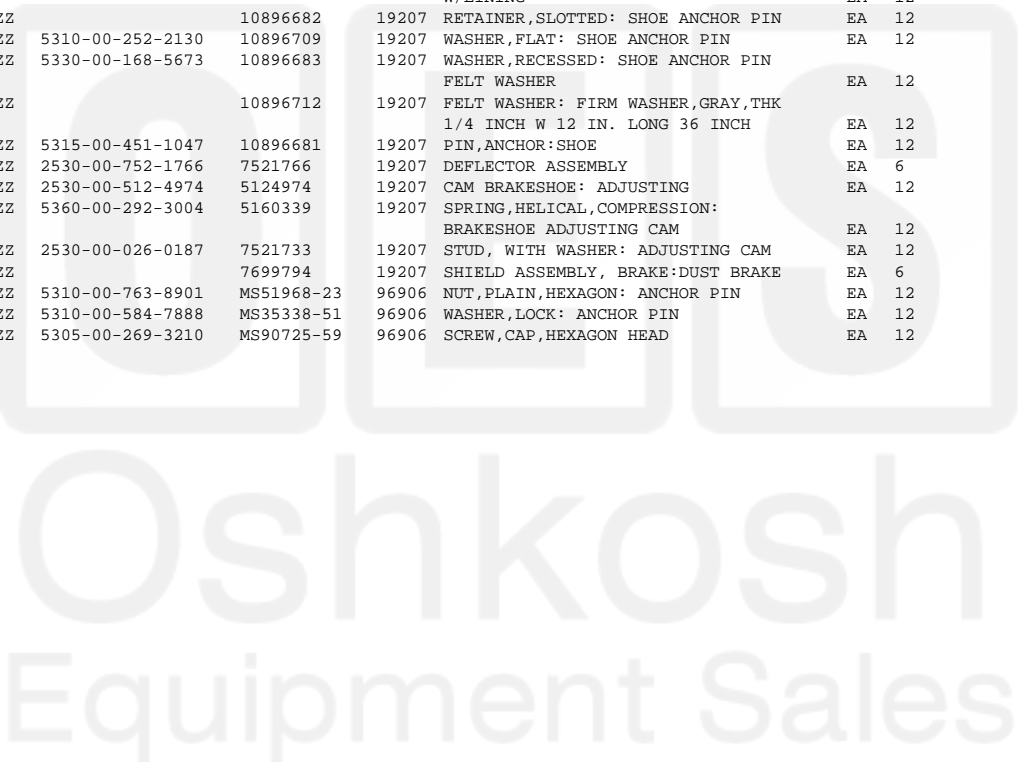 W/LINING EA 12
ZZ 10896682 19207 RETAINER,SLOTTED: SHOE ANCHOR PIN EA 12
ZZ 5310-00-252-2130 10896709 19207 WASHER,FLAT: SHOE ANCHOR PIN EA 12
ZZ 5330-00-168-5673 10896683 19207 WASHER,RECESSED: SHOE ANCHOR PIN
FELT WASHER EA 12
ZZ 10896712 19207 FELT WASHER: FIRM WASHER,GRAY,THK
1/4 INCH W 12 IN. LONG 36 INCH EA 12
ZZ 5315-00-451-1047 10896681 19207 PIN,ANCHOR:SHOE EA 12
ZZ 2530-00-752-1766 7521766 19207 DEFLECTOR ASSEMBLY EA 6
ZZ 2530-00-512-4974 5124974 19207 CAM BRAKESHOE: ADJUSTING EA 12
ZZ 5360-00-292-3004 5160339 19207 SPRING,HELICAL,COMPRESSION:
BRAKESHOE ADJUSTING CAM EA 12
ZZ 2530-00-026-0187 7521733 19207 STUD, WITH WASHER: ADJUSTING CAM EA 12
ZZ 7699794 19207 SHIELD ASSEMBLY, BRAKE:DUST BRAKE EA 6
ZZ 5310-00-763-8901 MS51968-23 96906 NUT,PLAIN,HEXAGON: ANCHOR PIN EA 12
ZZ 5310-00-584-7888 MS35338-51 96906 WASHER,LOCK: ANCHOR PIN EA 12
ZZ 5305-00-269-3210 MS90725-59 96906 SCREW,CAP,HEXAGON HEAD EA 12
OES
Oshkosh
Equipment Sales